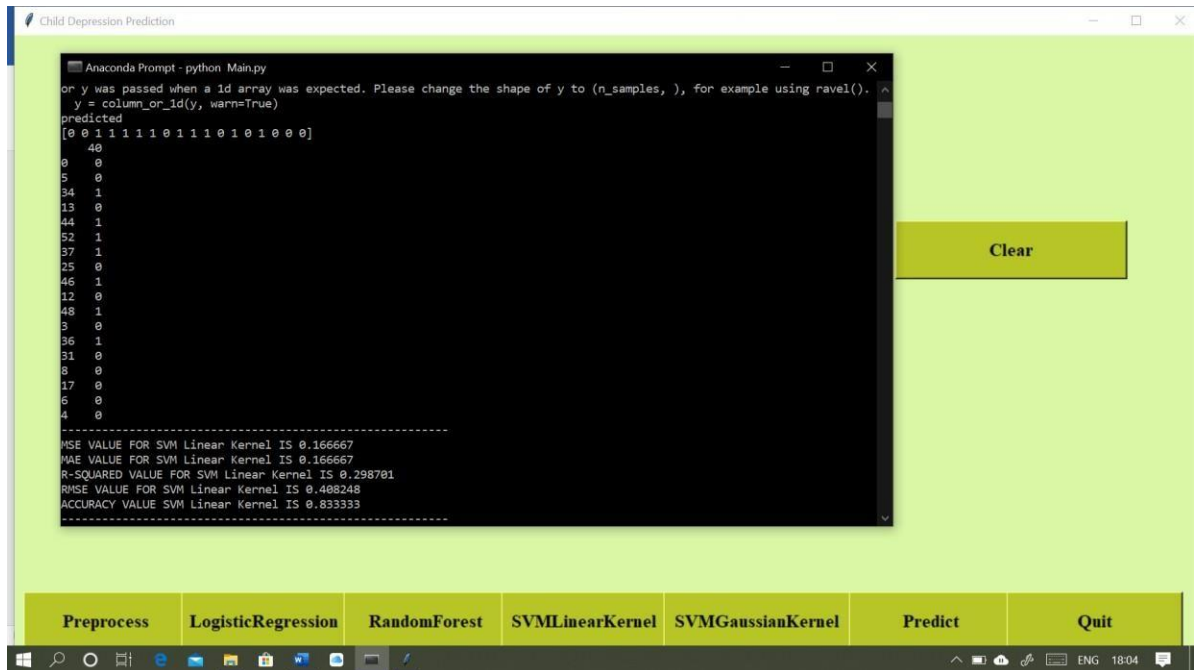 Child Depression Prediction
Anaconda Prompt - python Main.py
or y was passed when a 1d array was expected. Please change the shape of y to (n_samples, ), for example using ravel().
y = column_or_1d(y, warn=True)
predicted
[0 0 1 1 1 1 1 0 1 1 1 0 1 0 1 0 0 0]
40
0 0
5 0
34 1
13 0
44 1
52 1
37 1
25 0
46 1
12 0
48 1
3 0
36 1
31 0
8 0
17 0
6 0
4 0
------------------------------------------------------------
MSE VALUE FOR SVM Linear Kernel IS 0.166667
MAE VALUE FOR SVM Linear Kernel IS 0.166667
R-SQUARED VALUE FOR SVM Linear Kernel IS 0.298701
RMSE VALUE FOR SVM Linear Kernel IS 0.408248
ACCURACY VALUE SVM Linear Kernel IS 0.833333
------------------------------------------------------------
Clear
Preprocess LogisticRegression RandomForest SVMLinearKernel SVMGaussianKernel Predict Quit
ENG 18:04